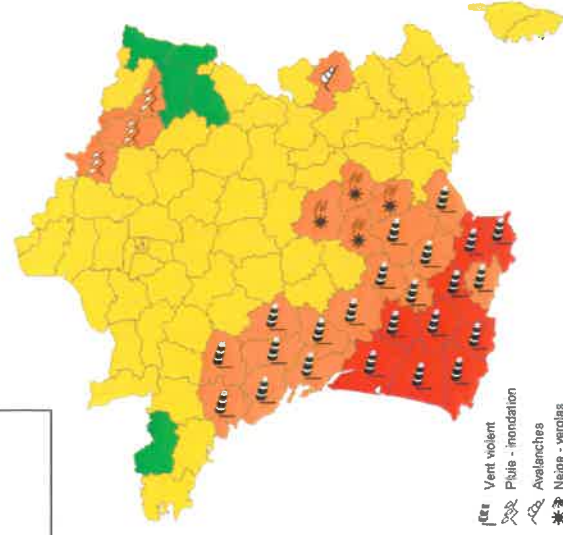 Vent violent
Pluie - inondation
Avalanches
Neige - verglas